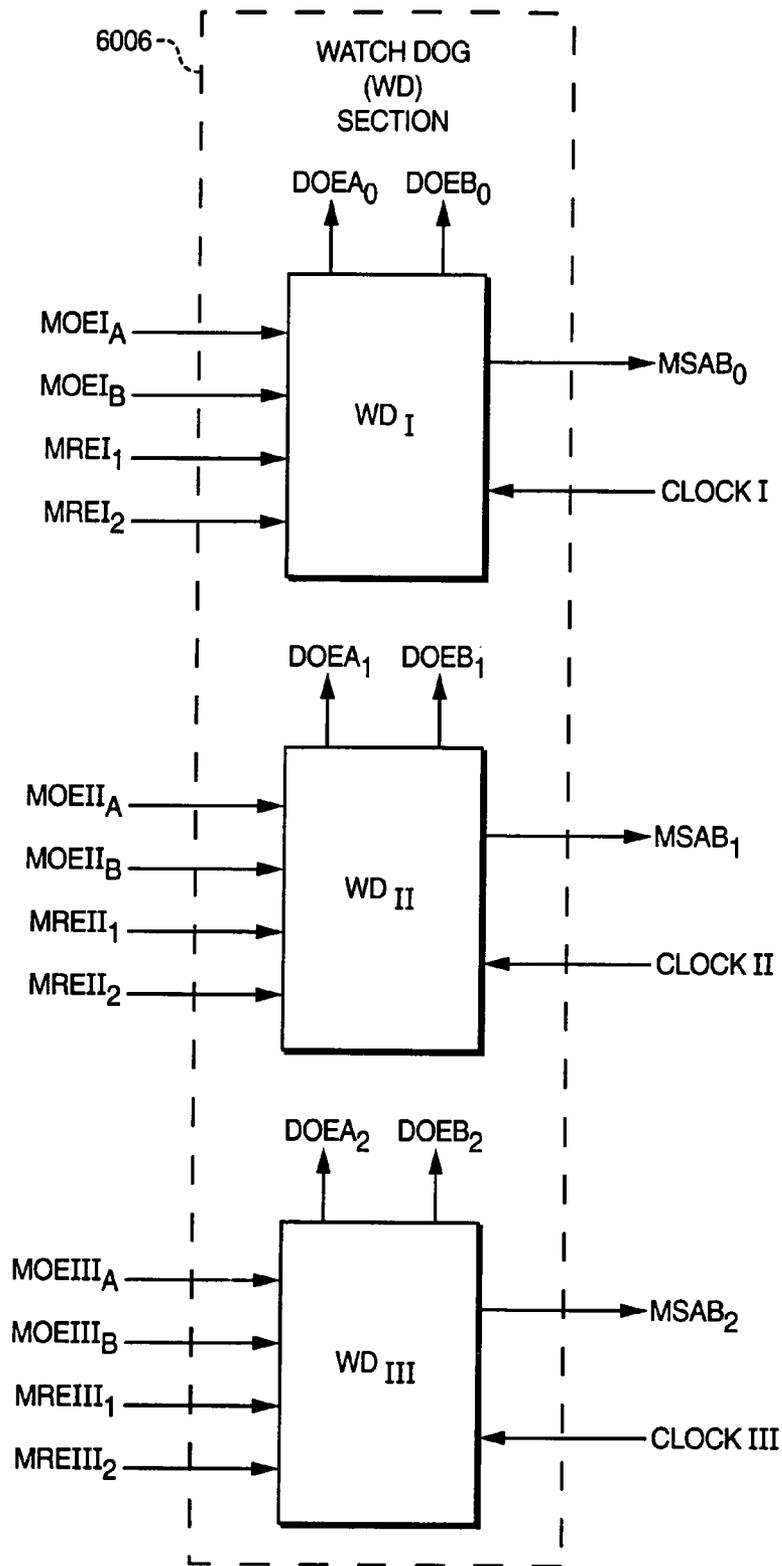 6006
WATCH DOG
(WD)
SECTION
DOEA0 DOEB0
MOEIA
MOEIB
MREI1
MREI2
WD I
MSAB0
CLOCK I
DOEA1 DOEB1
MOEIIA
MOEIIB
MREII1
MREII2
WD II
MSAB1
CLOCK II
DOEA2 DOEB2
MOEIIIA
MOEIIIB
MREIII1
MREIII2
WD III
MSAB2
CLOCK III